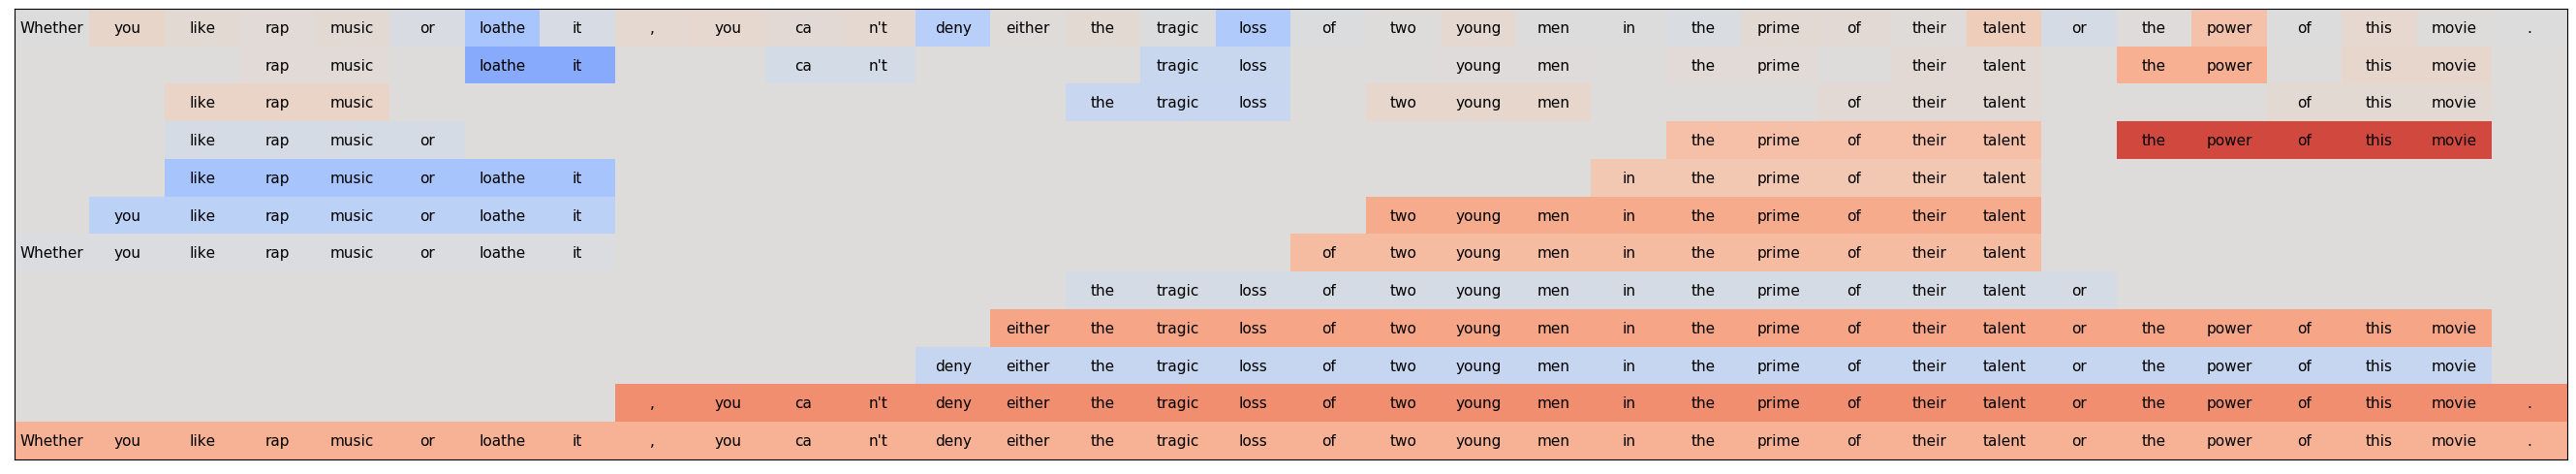 Whether you like rap music or loathe it , you ca n't deny either the tragic loss of two young men in the prime of their talent or the power of this movie .
rap music loathe it ca n't tragic loss young men the prime their talent the power this movie
like rap music the tragic loss two young men of their talent of this movie
like rap music or the prime of their talent the power of this movie
like rap music or loathe it in the prime of their talent
you like rap music or loathe it two young men in the prime of their talent
Whether you like rap music or loathe it of two young men in the prime of their talent
the tragic loss of two young men in the prime of their talent or
either the tragic loss of two young men in the prime of their talent or the power of this movie
deny either the tragic loss of two young men in the prime of their talent or the power of this movie
, you ca n't deny either the tragic loss of two young men in the prime of their talent or the power of this movie .
Whether you like rap music or loathe it , you ca n't deny either the tragic loss of two young men in the prime of their talent or the power of this movie .